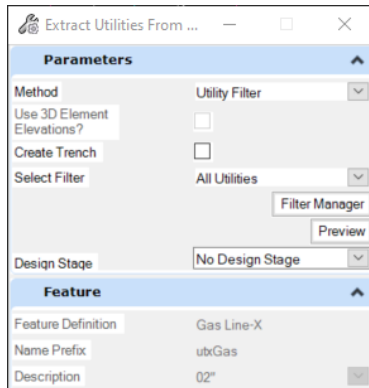 Extract Utilities From ...
Parameters
Method Utility Filter
Use 3D Element
Elevations?
Create Trench
Select Filter All Utilities
Filter Manager
Preview
Design Stage No Design Stage
Feature
Feature Definition Gas Line-X
Name Prefix utxGas
Description 02"